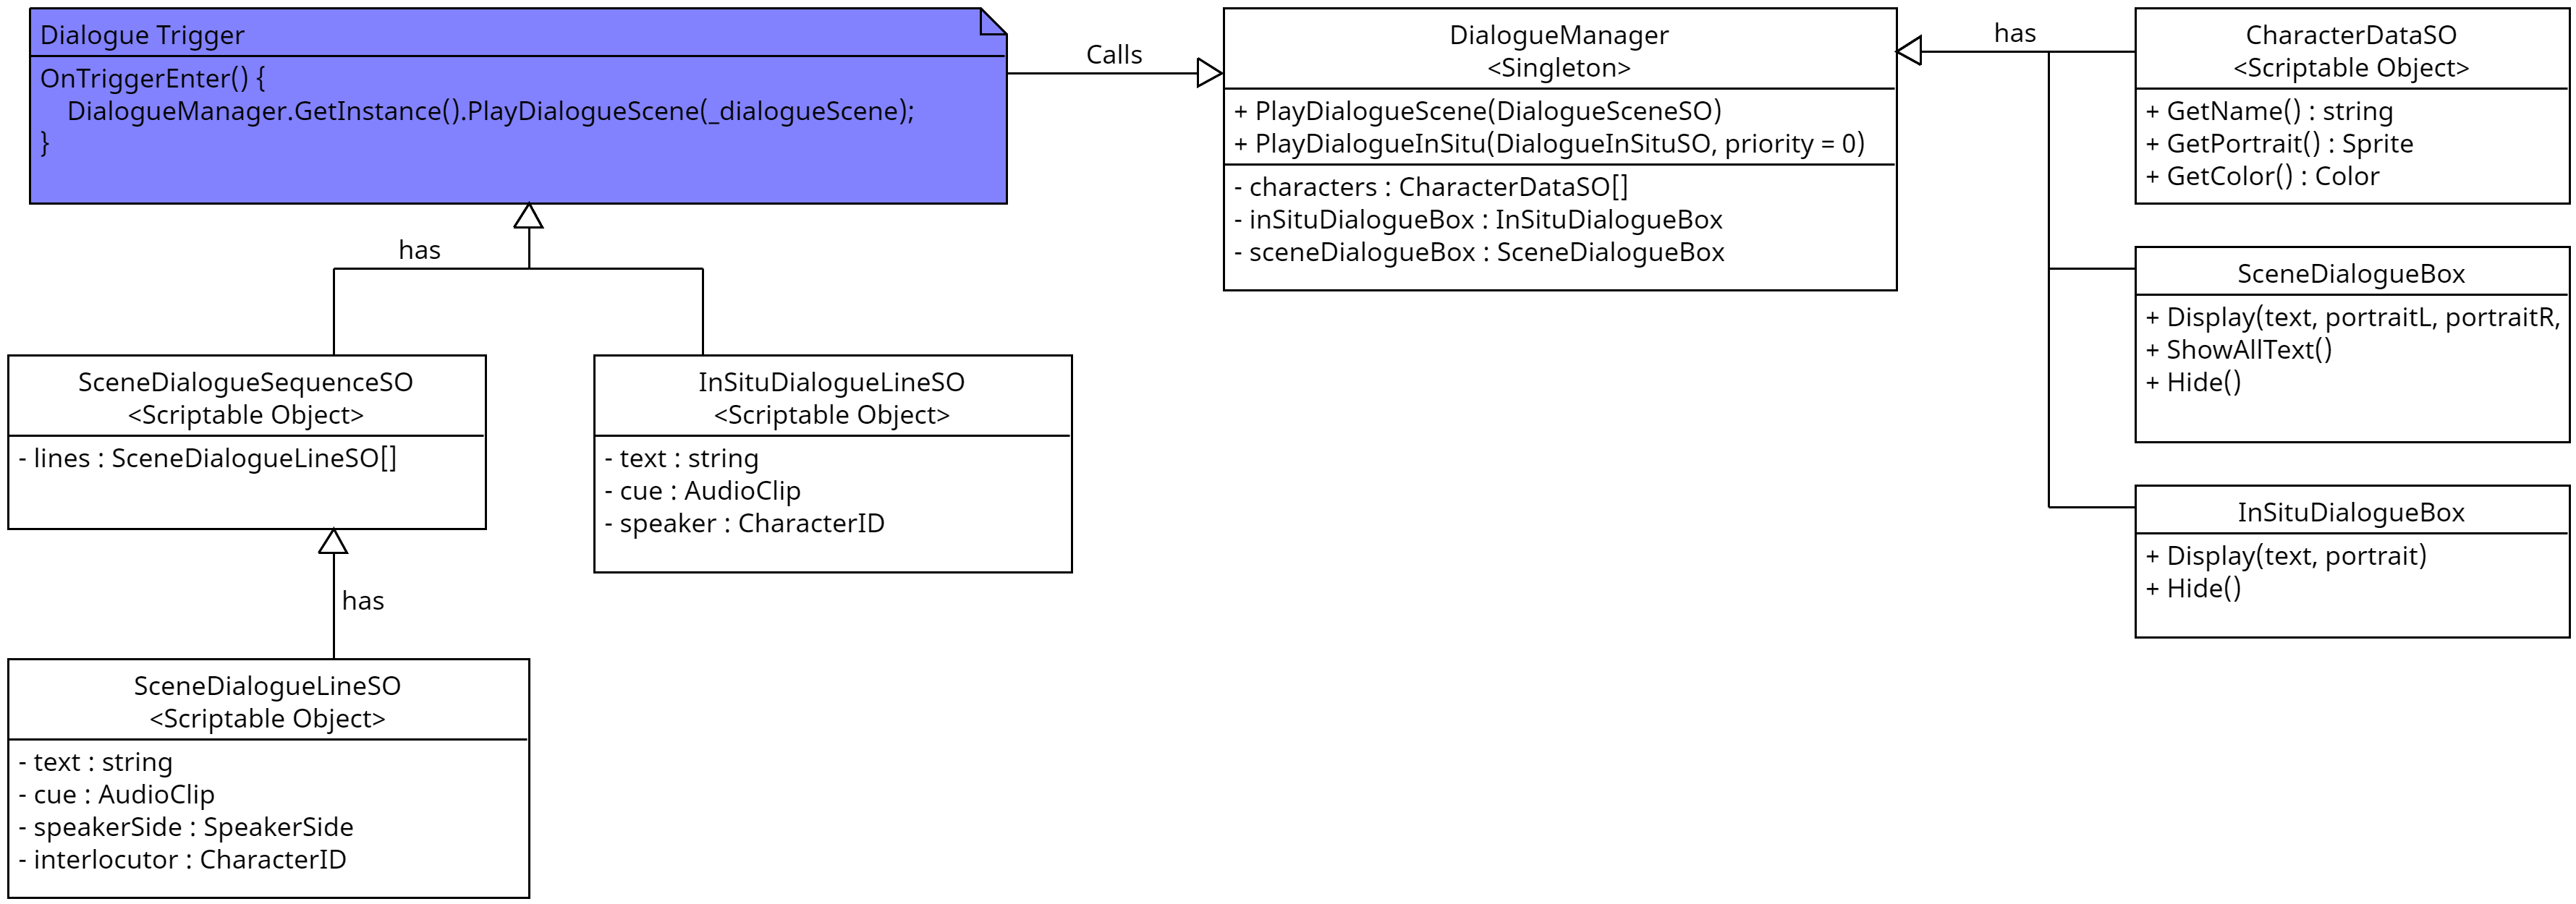 Dialogue Trigger
OnTriggerEnter() {
DialogueManager.GetInstance().PlayDialogueScene(_dialogueScene);
}
Calls
DialogueManager
<Singleton>
+ PlayDialogueScene(DialogueSceneSO)
+ PlayDialogueInSitu(DialogueInSituSO, priority = 0)
- characters : CharacterDataSO[]
- inSituDialogueBox : InSituDialogueBox
- sceneDialogueBox : SceneDialogueBox
has
CharacterDataSO
<Scriptable Object>
+ GetName() : string
+ GetPortrait() : Sprite
+ GetColor() : Color
SceneDialogueBox
+ Display(text, portraitL, portraitR,
+ ShowAllText()
+ Hide()
InSituDialogueBox
+ Display(text, portrait)
+ Hide()
has
SceneDialogueSequenceSO
<Scriptable Object>
- lines : SceneDialogueLineSO[]
InSituDialogueLineSO
<Scriptable Object>
- text : string
- cue : AudioClip
- speaker : CharacterID
has
SceneDialogueLineSO
<Scriptable Object>
- text : string
- cue : AudioClip
- speakerSide : SpeakerSide
- interlocutor : CharacterID